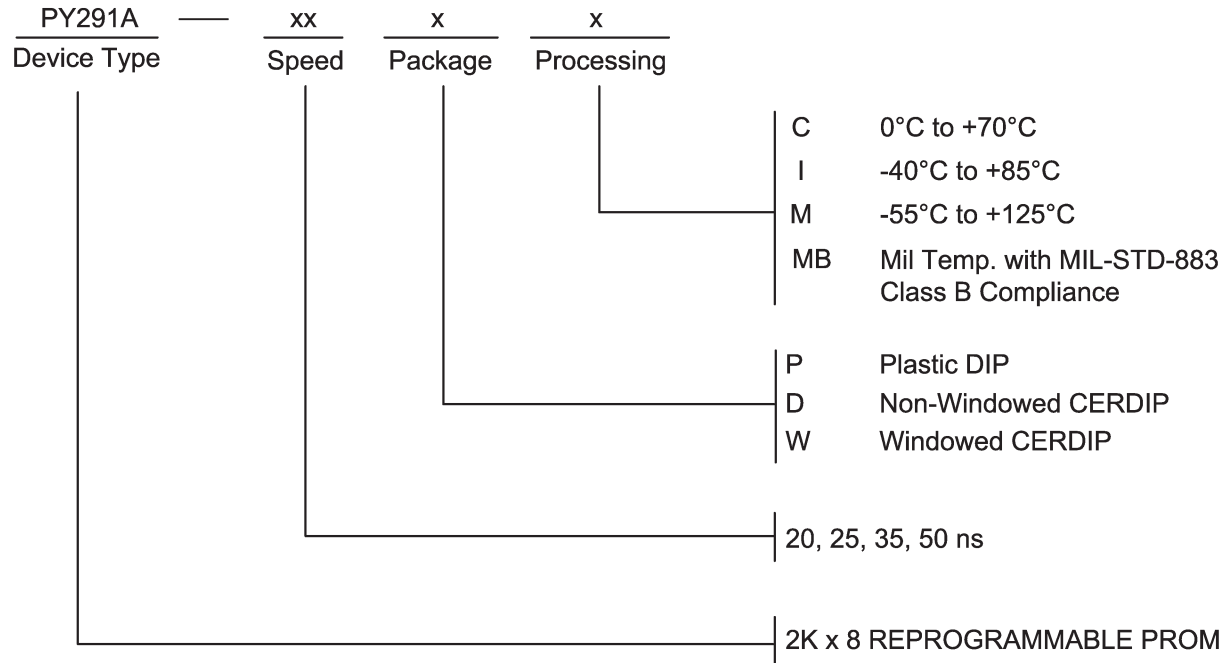 PY291A — xx x x
Device Type Speed Package Processing
C 0°C to +70°C
I -40°C to +85°C
M -55°C to +125°C
MB Mil Temp. with MIL-STD-883
Class B Compliance
P Plastic DIP
D Non-Windowed CERDIP
W Windowed CERDIP
20, 25, 35, 50 ns
2K x 8 REPROGRAMMABLE PROM